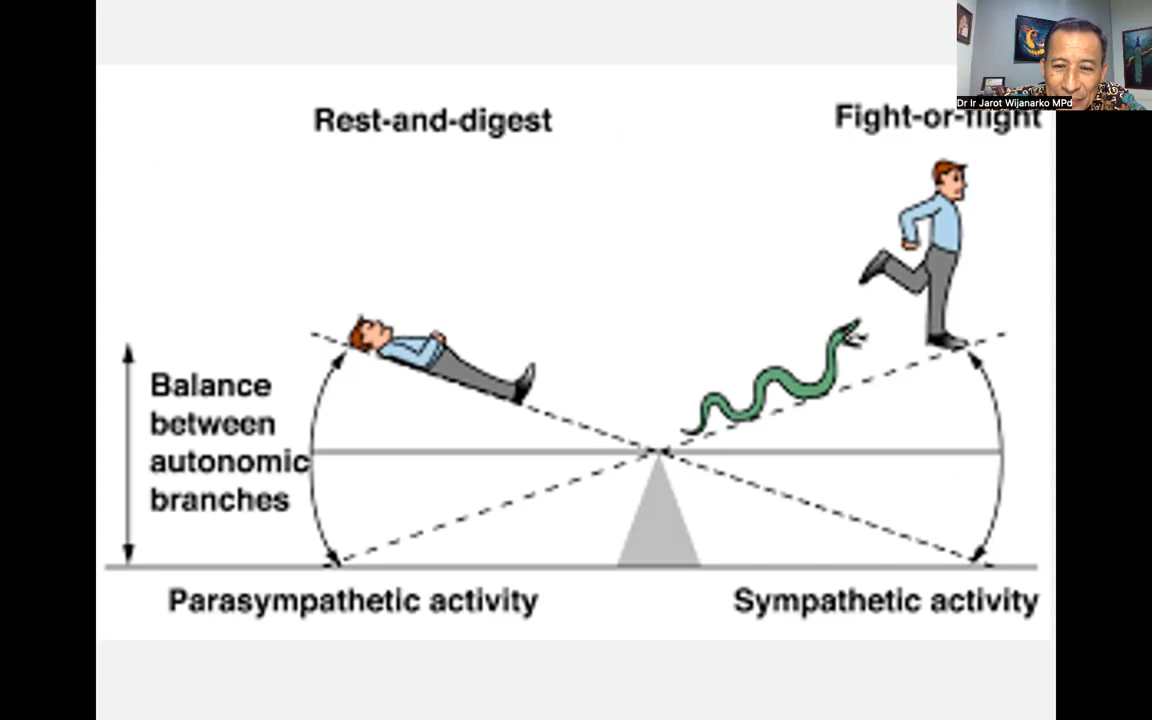 Dr Ir Jarot Wijanarko MPd
Rest-and-digest
Fight-or-flight
Balance
between
autonomic
branches
Parasympathetic activity
Sympathetic activity